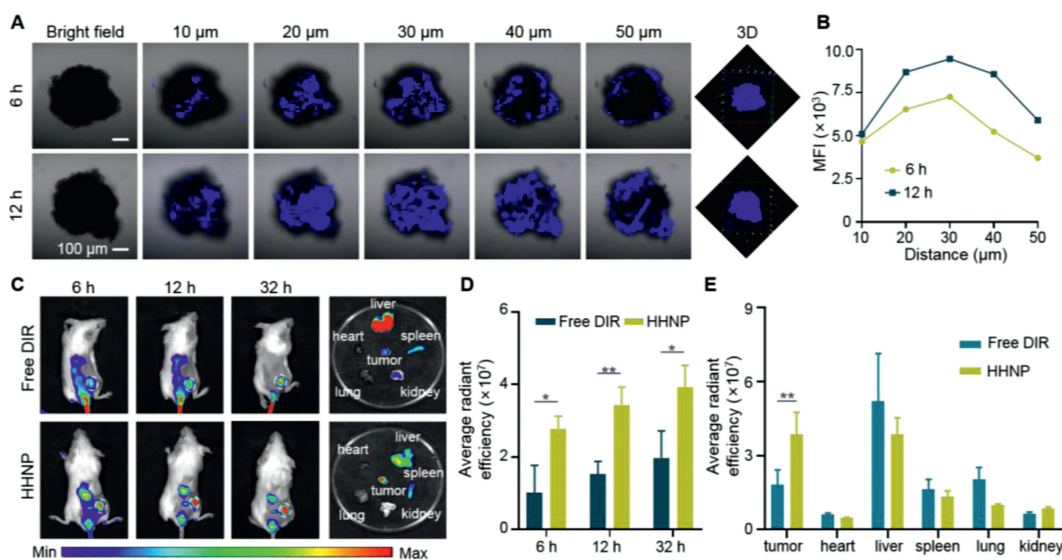 A
Bright field 10 µm 20 µm 30 µm 40 µm 50 µm 3D
6 h
12 h
100 µm
B
MFI (×10³)
10.0
7.5
5.0
2.5
0
6 h
12 h
10 20 30 40 50
Distance (µm)
C
6 h 12 h 32 h
Free DIR
HHNP
liver
heart
spleen
tumor
lung
kidney
liver
heart
spleen
tumor
lung
kidney
Min Max
D
Free DIR HHNP
Average radiant
efficiency (×10⁷)
6
4
2
0
*
**
*
6 h 12 h 32 h
E
Free DIR
HHNP
Average radiant
efficiency (×10⁷)
9
6
3
0
**
tumor heart liver spleen lung kidney